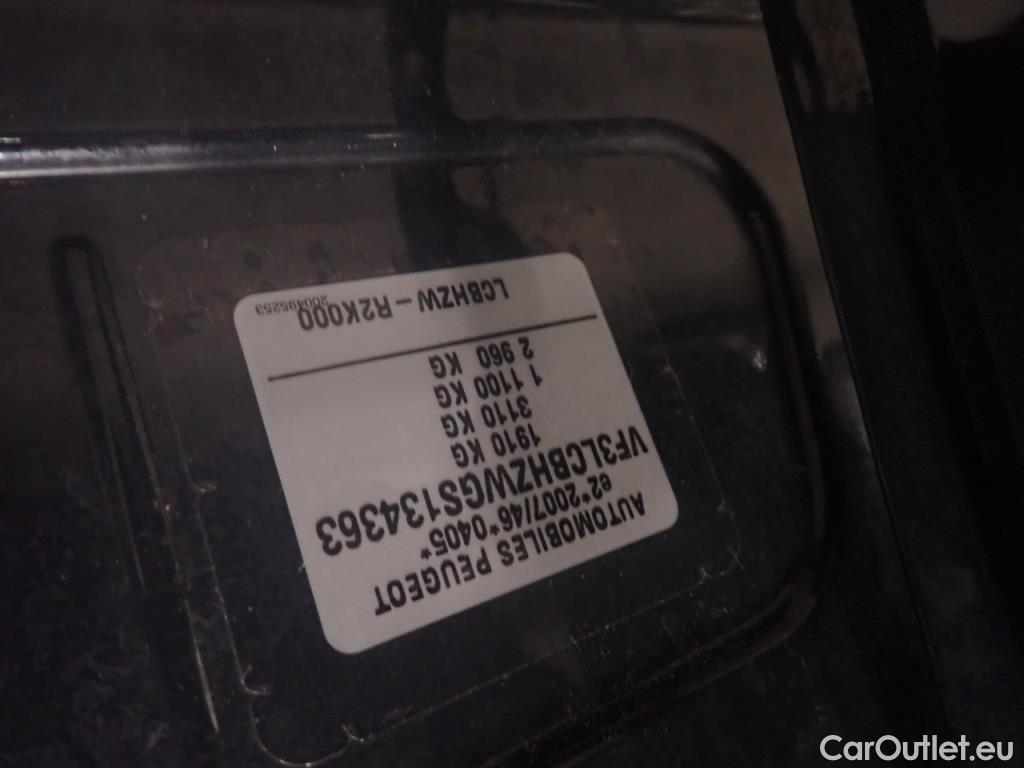 AUTOMOBILES PEUGEOT
e2*2007/46*0405*
VF3LCBHZWGS134363
1910 KG
3110 KG
1 1100 KG
2 960 KG
LCBHZW – R2K000
200495253
CarOutlet.eu